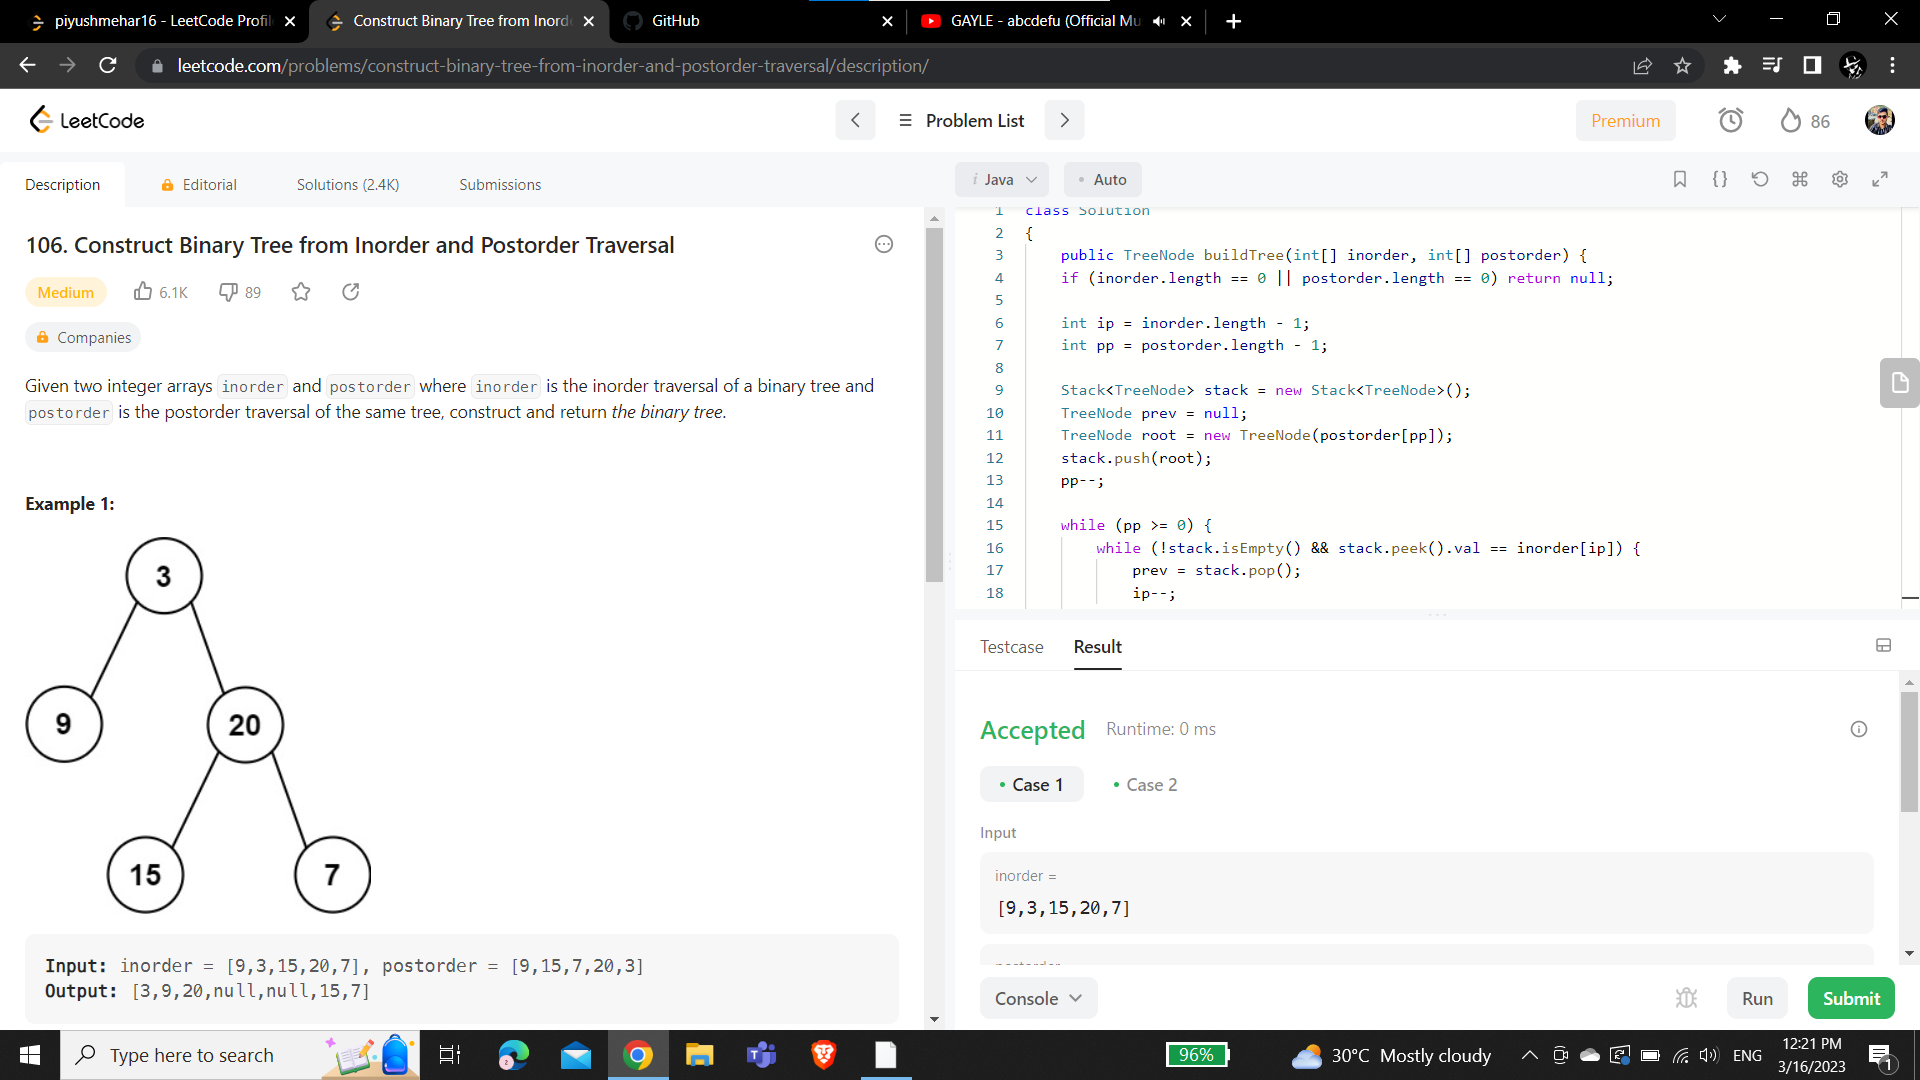 piyushmehar16 - LeetCode Profil
Construct Binary Tree from Inord
GitHub
GAYLE - abcdefu (Official Mu
leetcode.com/problems/construct-binary-tree-from-inorder-and-postorder-traversal/description/
LeetCode
Problem List
Premium
86
Description
Editorial
Solutions (2.4K)
Submissions
i Java
Auto
106. Construct Binary Tree from Inorder and Postorder Traversal
Medium
6.1K
89
Companies
Given two integer arrays inorder and postorder where inorder is the inorder traversal of a binary tree and
postorder is the postorder traversal of the same tree, construct and return the binary tree.
Example 1:
3
9
20
15
7
Input: inorder = [9,3,15,20,7], postorder = [9,15,7,20,3]
Output: [3,9,20,null,null,15,7]
1 class Solution
2 {
3 public TreeNode buildTree(int[] inorder, int[] postorder) {
4 if (inorder.length == 0 || postorder.length == 0) return null;
5
6 int ip = inorder.length - 1;
7 int pp = postorder.length - 1;
8
9 Stack<TreeNode> stack = new Stack<TreeNode>();
10 TreeNode prev = null;
11 TreeNode root = new TreeNode(postorder[pp]);
12 stack.push(root);
13 pp--;
14
15 while (pp >= 0) {
16 while (!stack.isEmpty() && stack.peek().val == inorder[ip]) {
17 prev = stack.pop();
18 ip--;
Testcase
Result
Accepted
Runtime: 0 ms
Case 1
Case 2
Input
inorder =
[9,3,15,20,7]
Console
Run
Submit
Type here to search
96%
30°C Mostly cloudy
ENG
12:21 PM
3/16/2023
1